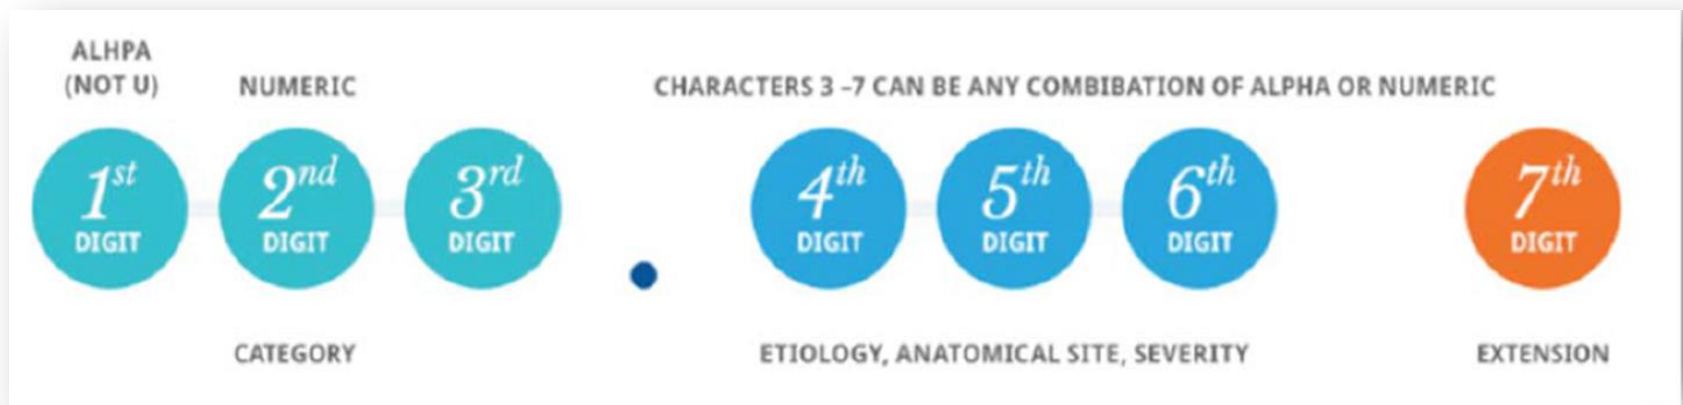 ALHPA
(NOT U)
NUMERIC
CHARACTERS 3 –7 CAN BE ANY COMBIBATION OF ALPHA OR NUMERIC
1st
DIGIT
2nd
DIGIT
3rd
DIGIT
.
4th
DIGIT
5th
DIGIT
6th
DIGIT
7th
DIGIT
CATEGORY
ETIOLOGY, ANATOMICAL SITE, SEVERITY
EXTENSION